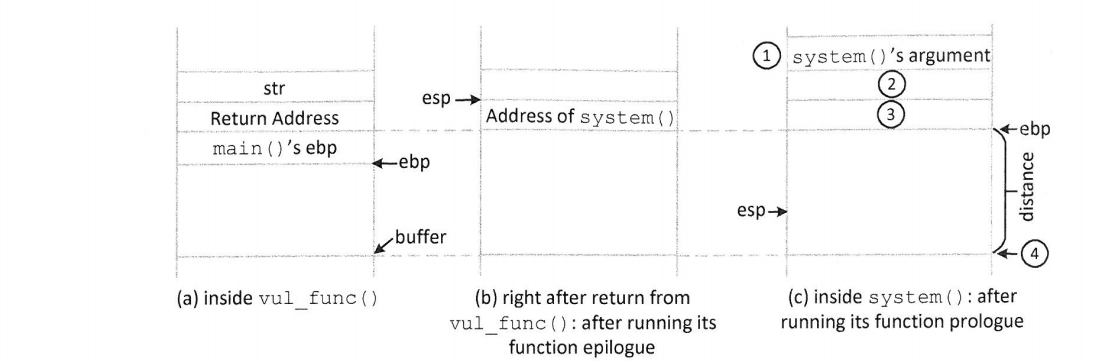 str
Return Address
main()'s ebp
ebp
buffer
(a) inside vul_func()
esp
Address of system()
(b) right after return from
vul_func(): after running its
function epilogue
1 system()'s argument
2
3
ebp
distance
esp
4
(c) inside system(): after
running its function prologue